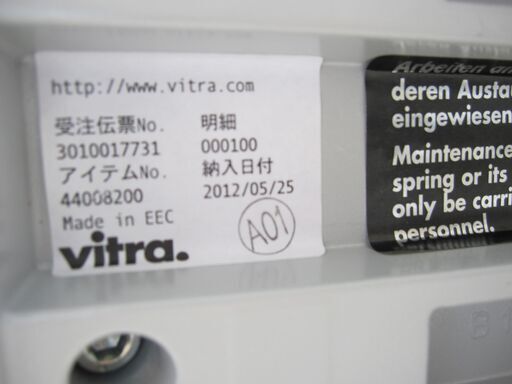 http://www.vitra.com
受注伝票No. 明細
3010017731 000100
アイテムNo. 納入日付
44008200 2012/05/25
Made in EEC
A01
vitra.
Arbeiten an
deren Austau
eingewiesen
Maintenance
spring or its
only be carri
personnel.